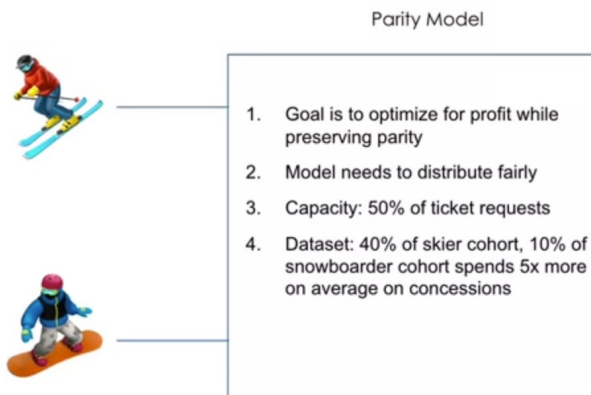 Parity Model
1. Goal is to optimize for profit while
preserving parity
2. Model needs to distribute fairly
3. Capacity: 50% of ticket requests
4. Dataset: 40% of skier cohort, 10% of
snowboarder cohort spends 5x more
on average on concessions